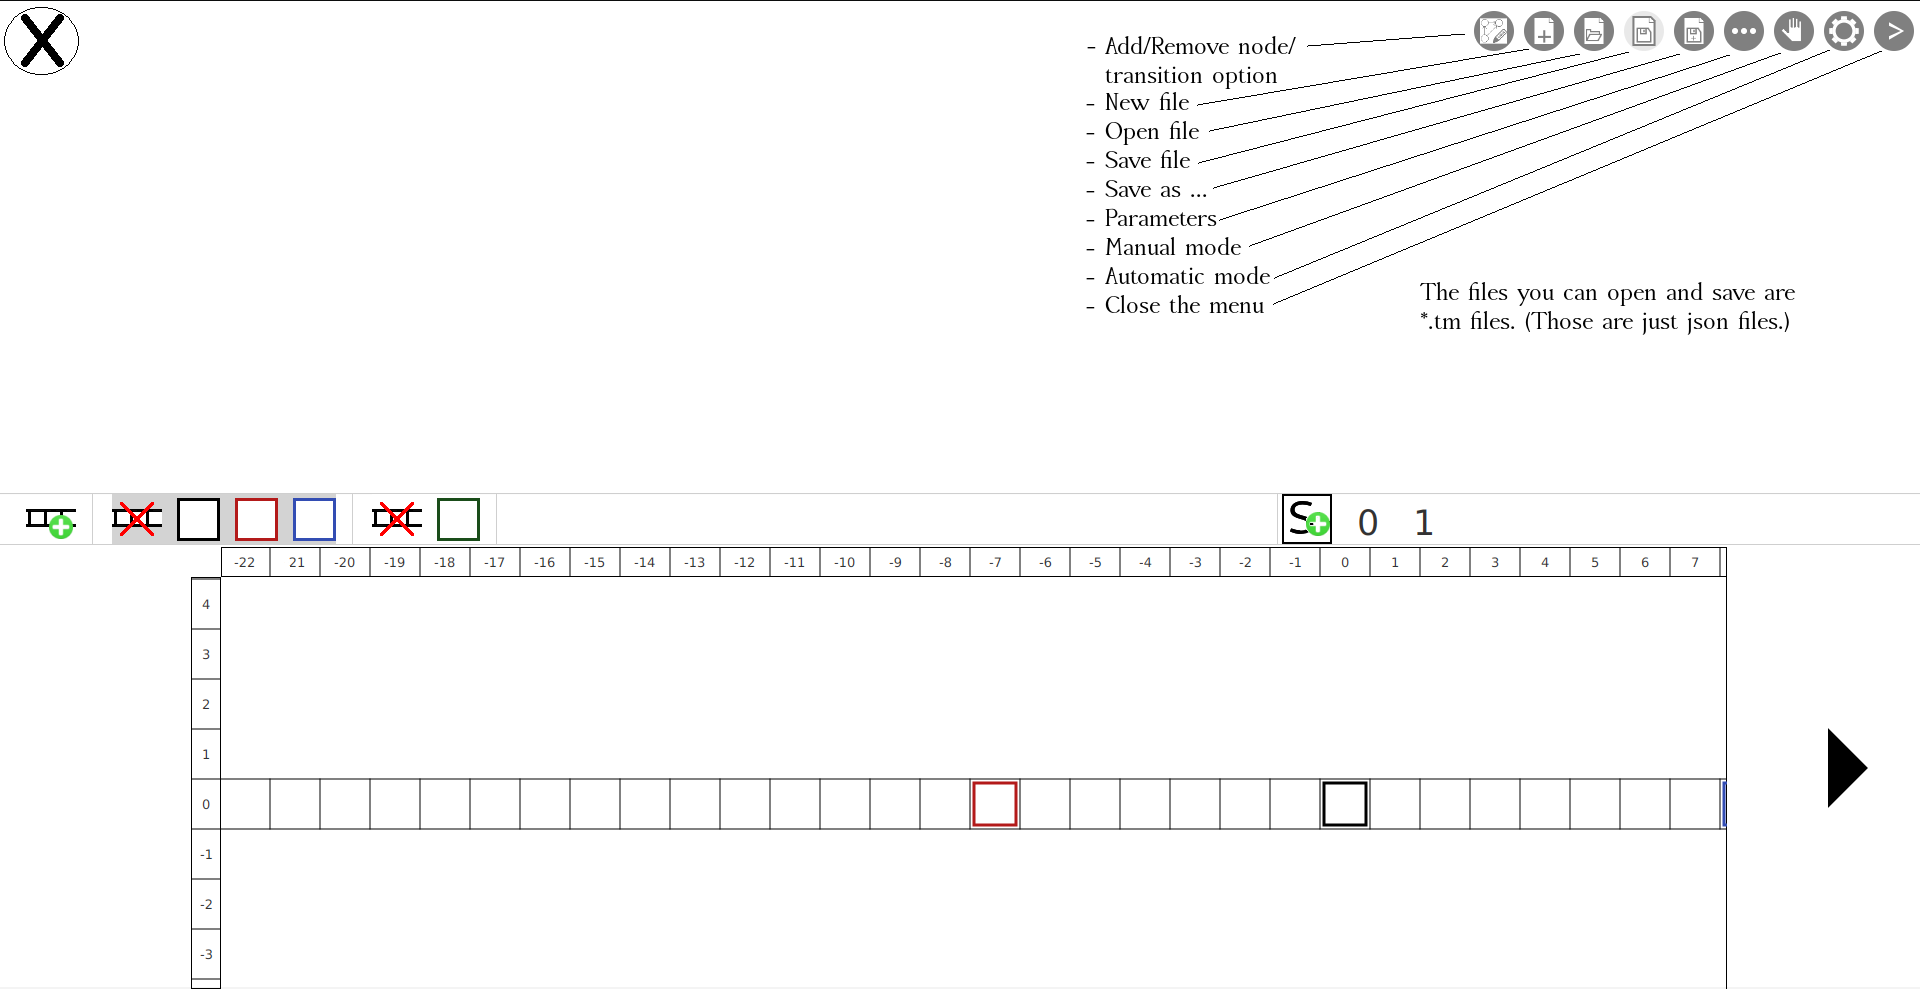 X
- Add/Remove node/
transition option
- New file
- Open file
- Save file
- Save as ...
- Parameters
- Manual mode
- Automatic mode
- Close the menu
The files you can open and save are
*.tm files. (Those are just json files.)
S 0 1
-22 21 -20 -19 -18 -17 -16 -15 -14 -13 -12 -11 -10 -9 -8 -7 -6 -5 -4 -3 -2 -1 0 1 2 3 4 5 6 7
4
3
2
1
0
-1
-2
-3